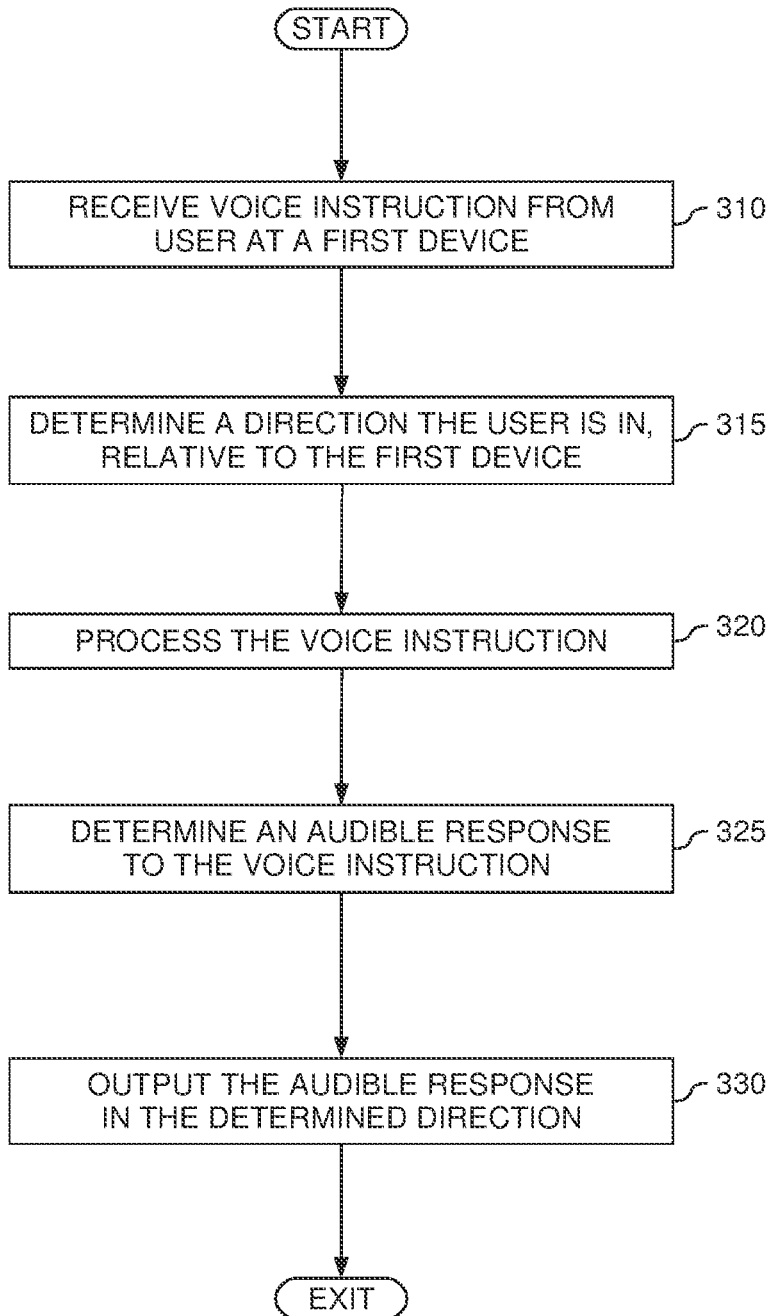 START
RECEIVE VOICE INSTRUCTION FROM
USER AT A FIRST DEVICE
310
DETERMINE A DIRECTION THE USER IS IN,
RELATIVE TO THE FIRST DEVICE
315
PROCESS THE VOICE INSTRUCTION
320
DETERMINE AN AUDIBLE RESPONSE
TO THE VOICE INSTRUCTION
325
OUTPUT THE AUDIBLE RESPONSE
IN THE DETERMINED DIRECTION
330
EXIT